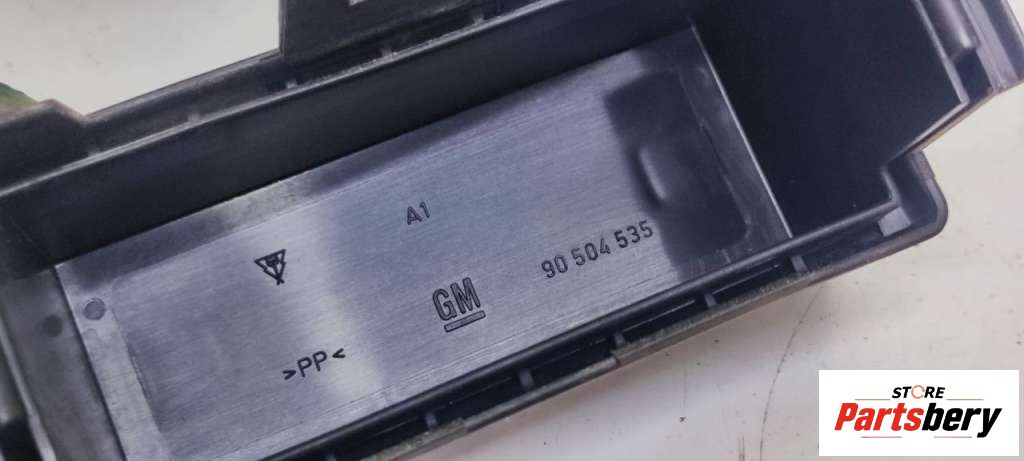 A1
90 504 535
GM
>PP<
STORE
Partsbery